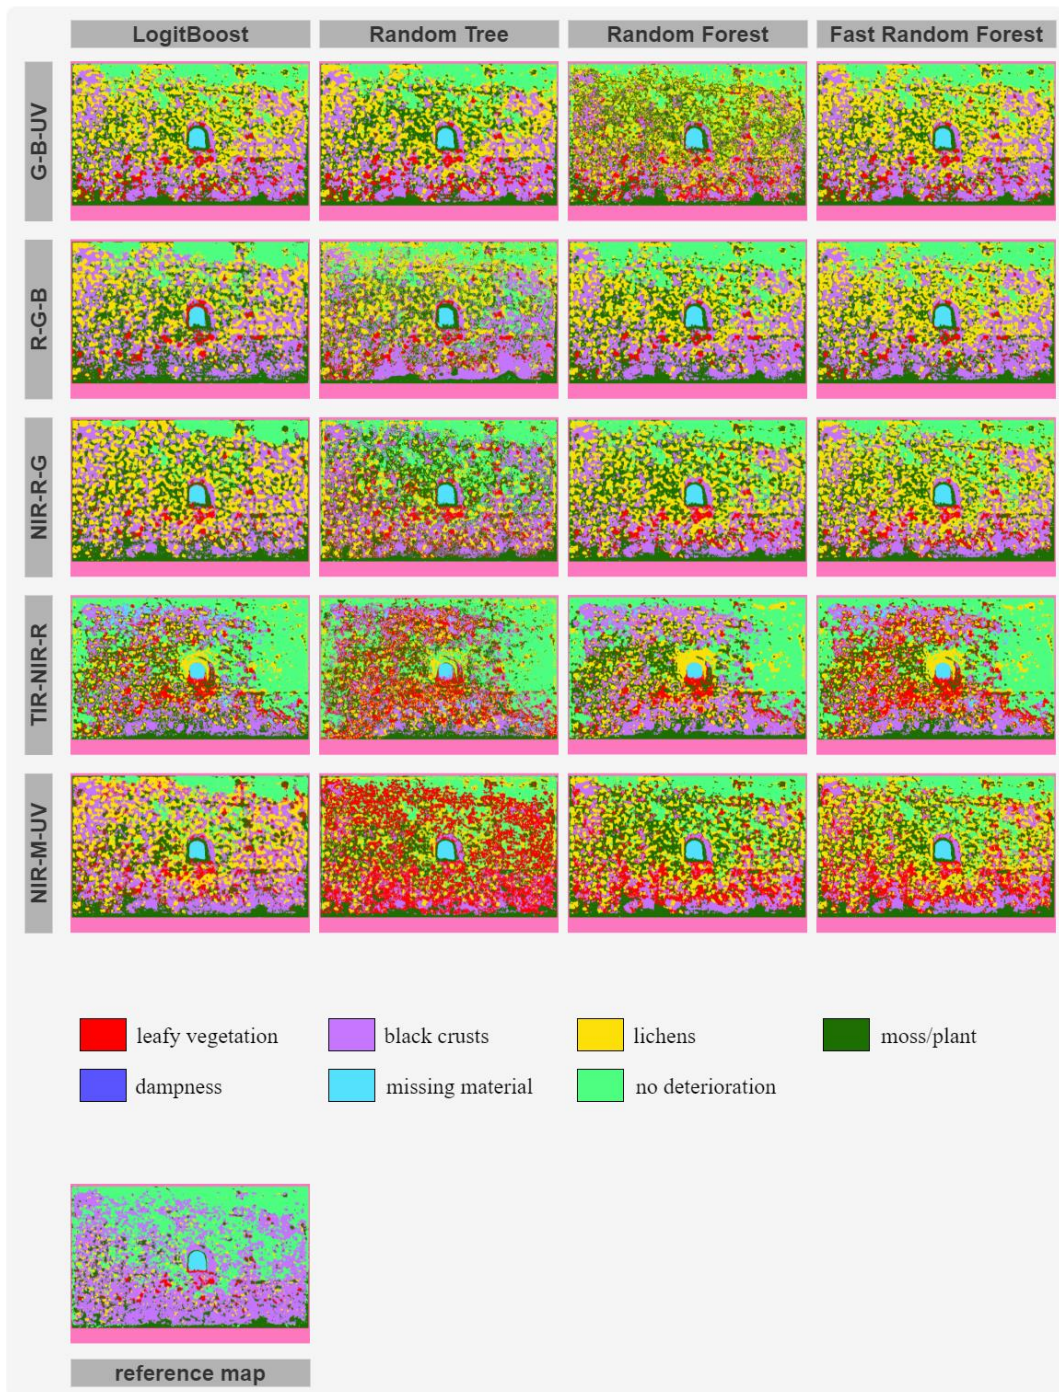 LogitBoost Random Tree Random Forest Fast Random Forest
G-B-UV
R-G-B
NIR-R-G
TIR-NIR-R
NIR-M-UV
leafy vegetation black crusts lichens moss/plant
dampness missing material no deterioration
reference map